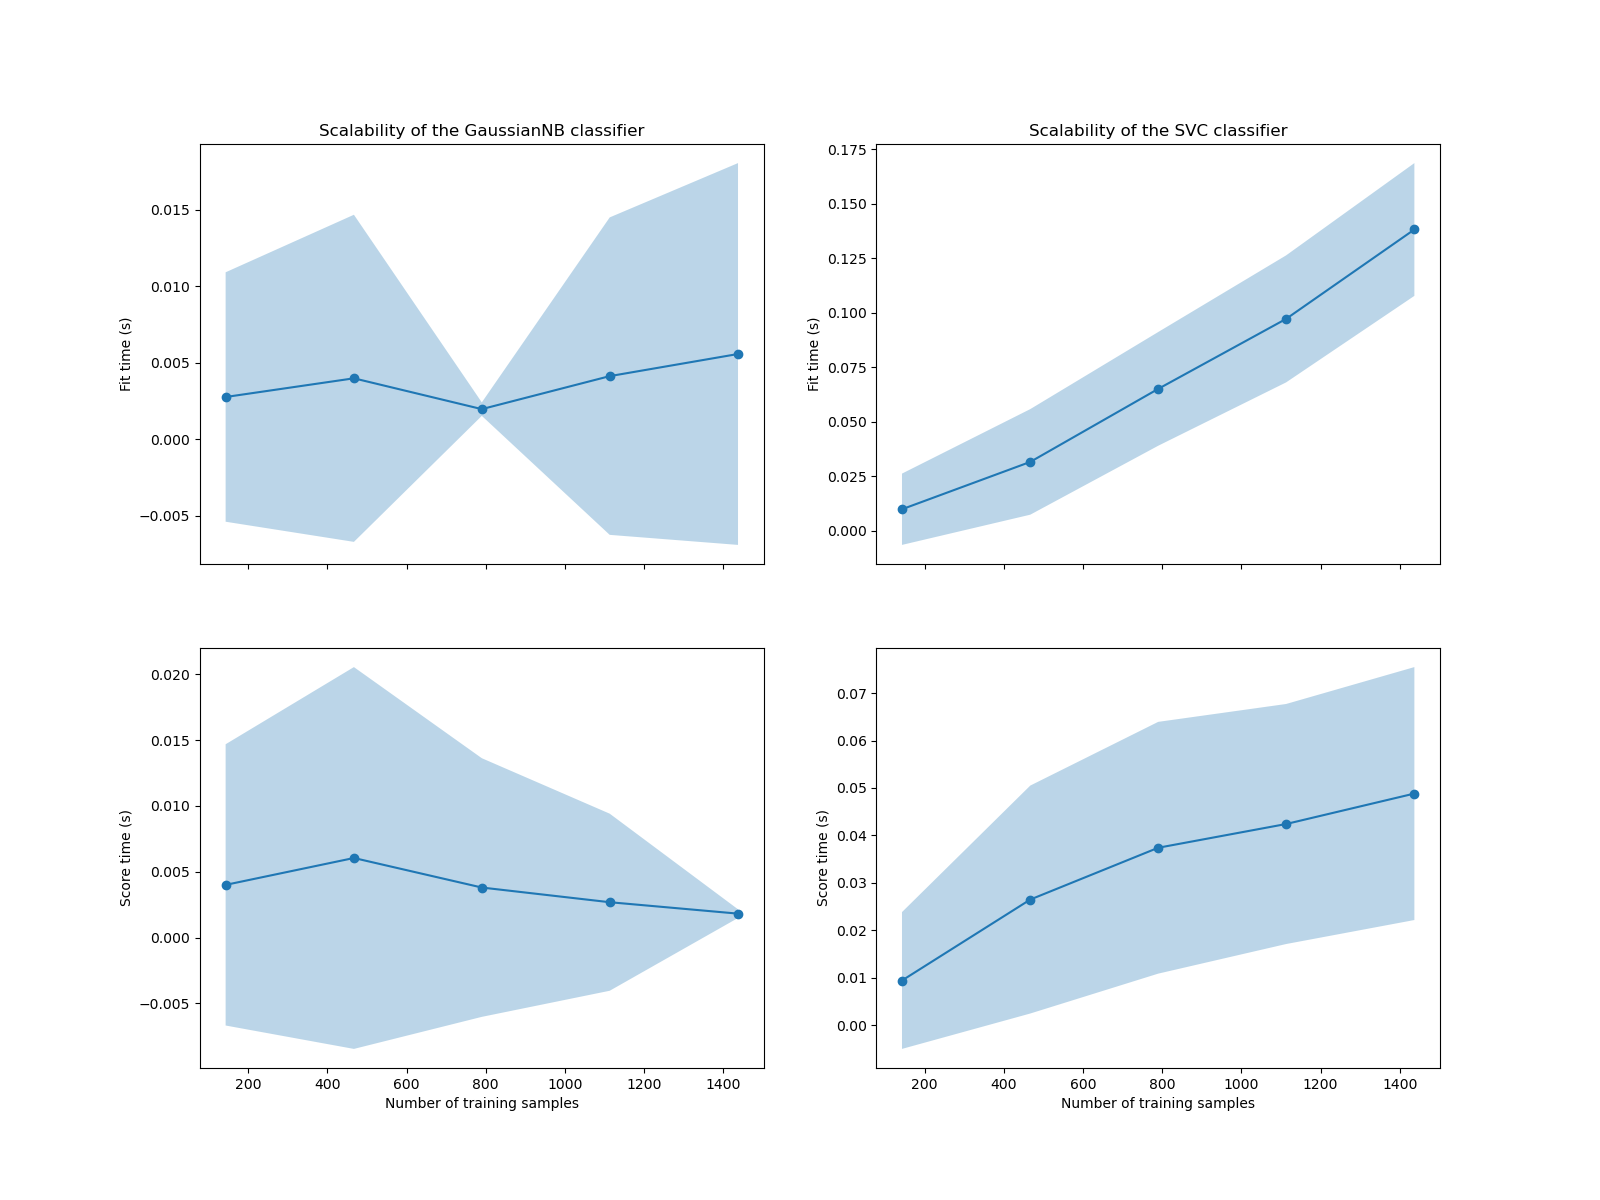 Scalability of the GaussianNB classifier
Fit time (s)
0.015
0.010
0.005
0.000
−0.005
Scalability of the SVC classifier
Fit time (s)
0.175
0.150
0.125
0.100
0.075
0.050
0.025
0.000
Score time (s)
0.020
0.015
0.010
0.005
0.000
−0.005
200 400 600 800 1000 1200 1400
Number of training samples
Score time (s)
0.07
0.06
0.05
0.04
0.03
0.02
0.01
0.00
200 400 600 800 1000 1200 1400
Number of training samples